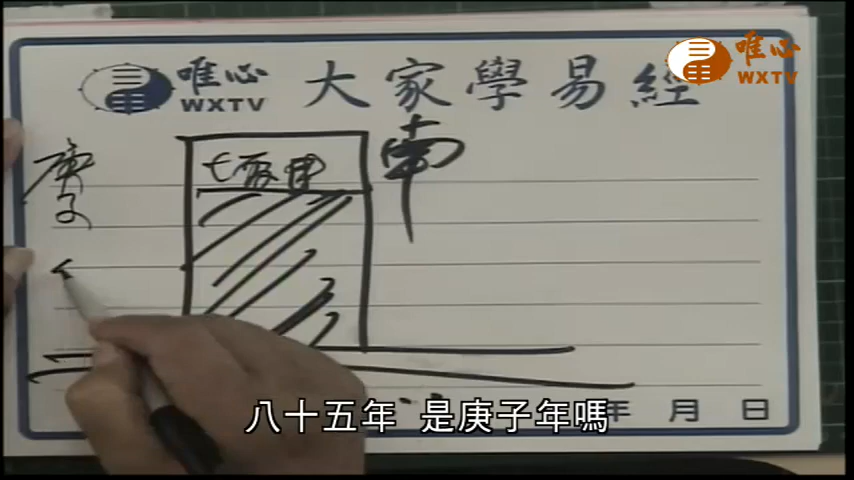 唯心
WXTV
大家學易經
唯心
WXTV
南
庚子
八十五年 是庚子年嗎
年 月 日